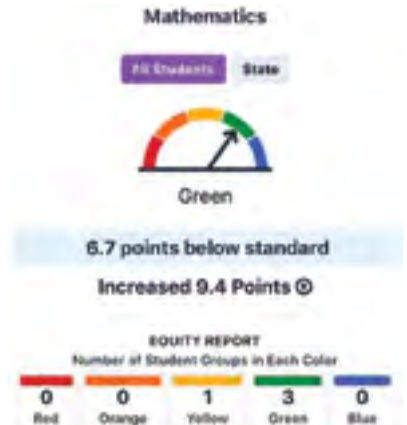 Mathematics
All Students State
Green
6.7 points below standard
Increased 9.4 Points
EQUITY REPORT
Number of Student Groups in Each Color
0 0 1 3 0
Red Orange Yellow Green Blue